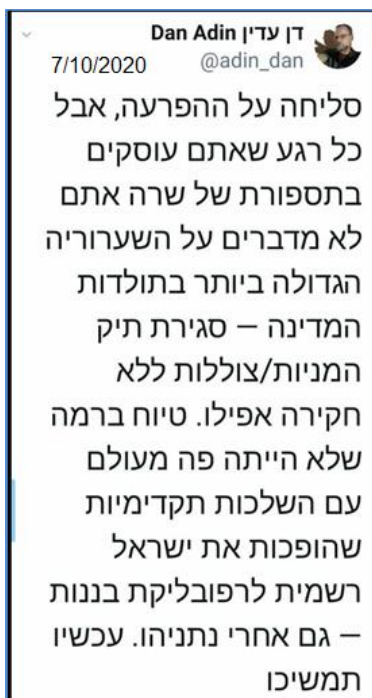 דן עדין Dan Adin
@adin_dan
7/10/2020
סליחה על ההפרעה, אבל
כל רגע שאתם עוסקים
בתספורת של שרה אתם
לא מדברים על השערוריה
הגדולה ביותר בתולדות
המדינה – סגירת תיק
המניות/צוללות ללא
חקירה אפילו. טיוח ברמה
שלא הייתה פה מעולם
עם השלכות תקדימיות
שהופכות את ישראל
רשמית לרפובליקת בננות
– גם אחרי נתניהו. עכשיו
תמשיכו